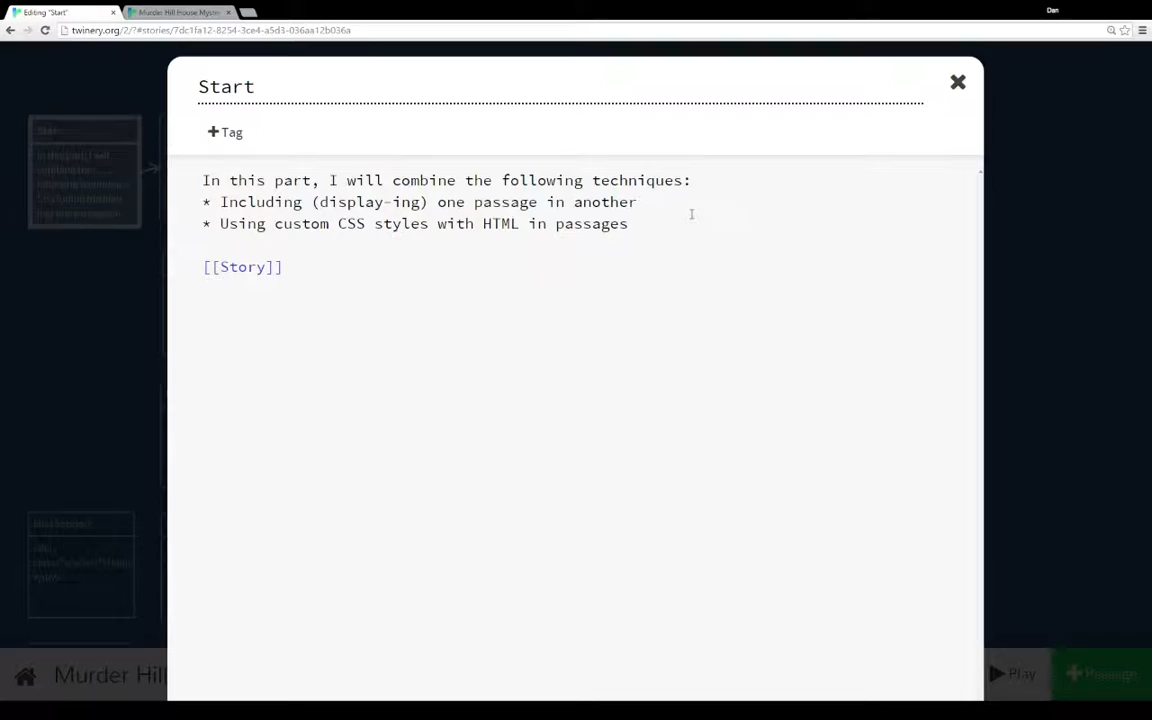 Editing "Start"
Murder Hill House Myste
Dan
twinery.org/2/?#stories/7dc1fa12-8254-3ce4-a5d3-036aa12b036a
Start
Tag
In this part, I will combine the following techniques:
* Including (display-ing) one passage in another
* Using custom CSS styles with HTML in passages
[[Story]]
Murder Hill
Play
Passage